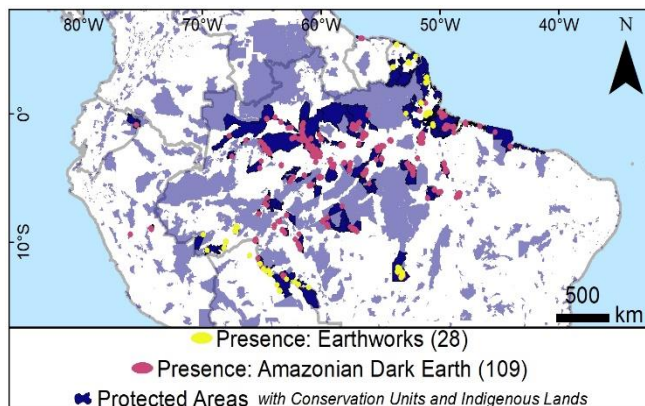 80°W 70°W 60°W 50°W 40°W N
0°
10°S
500
km
Presence: Earthworks (28)
Presence: Amazonian Dark Earth (109)
Protected Areas with Conservation Units and Indigenous Lands